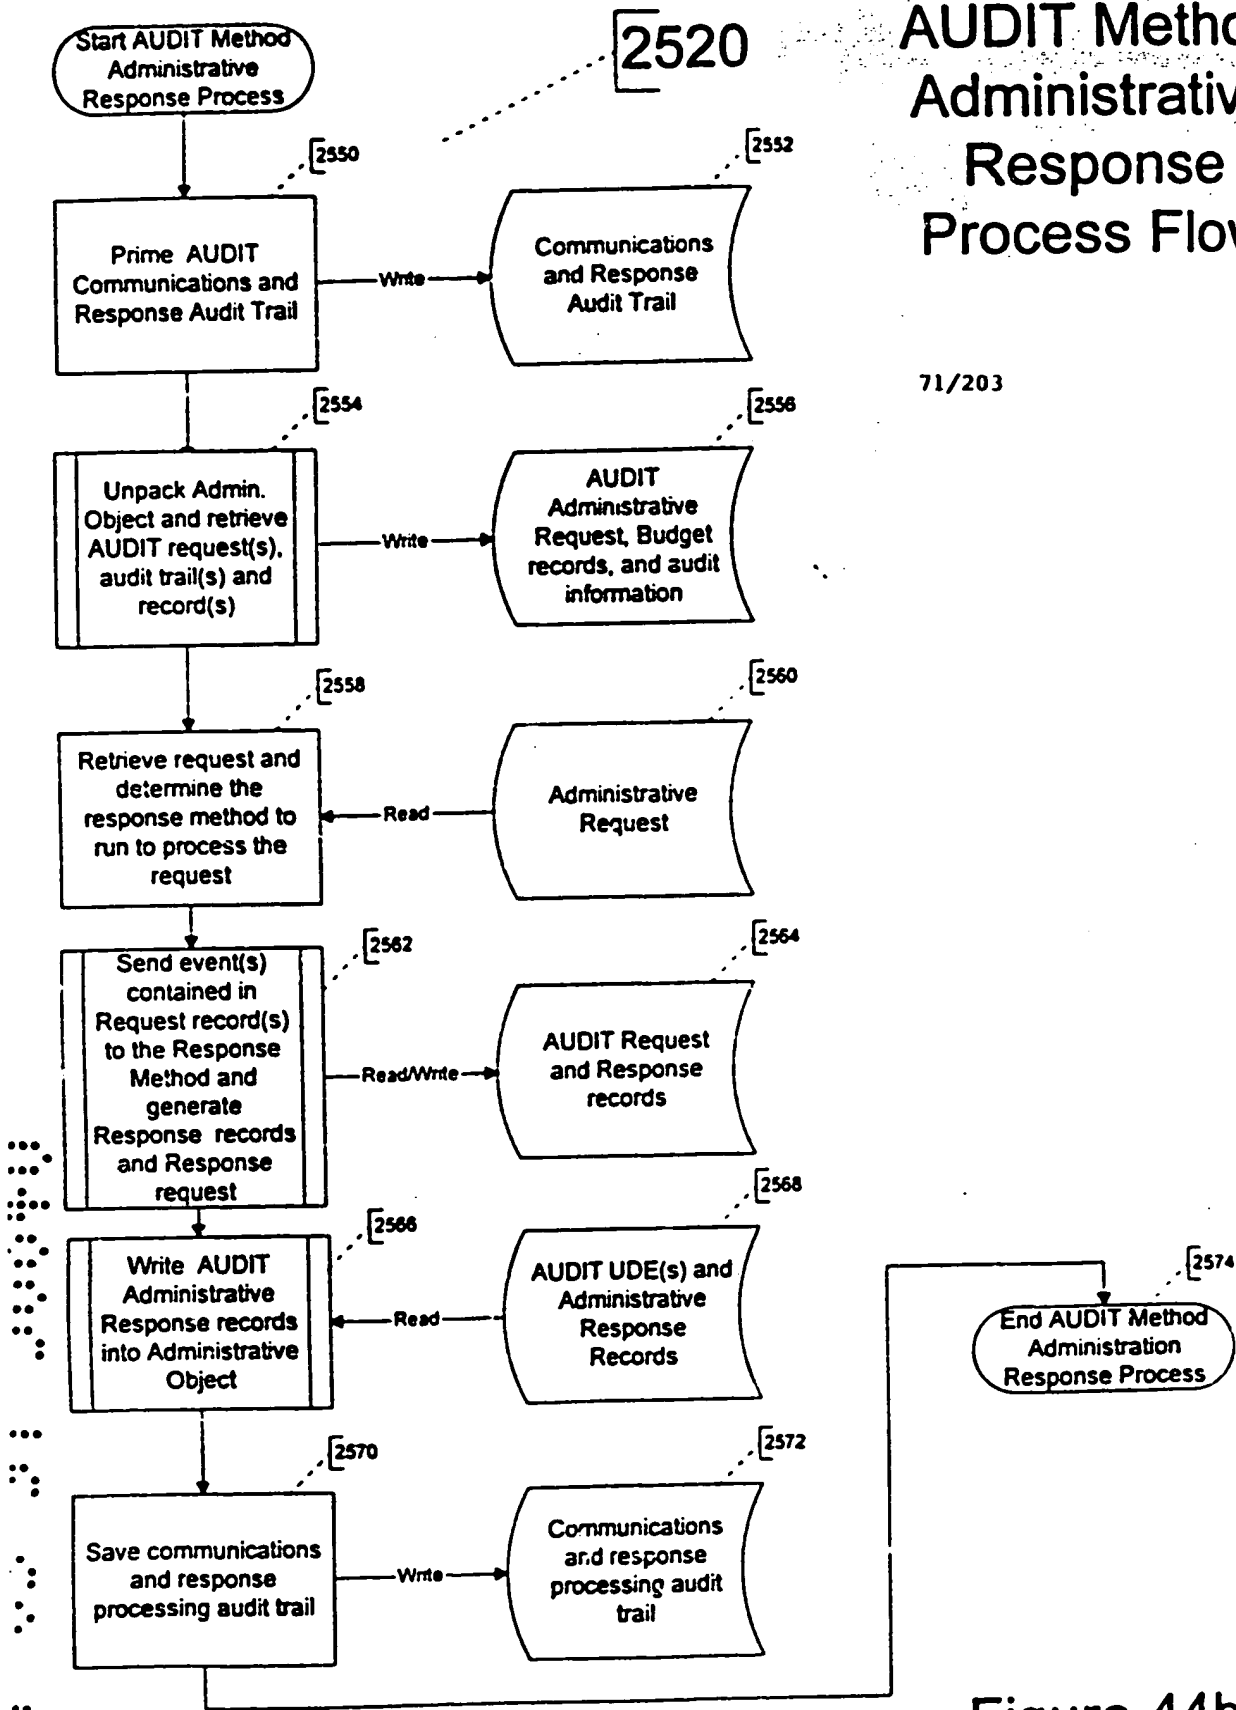 Start AUDIT Method
Administrative
Response Process
2520
AUDIT Metho
Administrativ
Response
Process Flow
71/203
2550
Prime AUDIT
Communications and
Response Audit Trail
Write
2552
Communications
and Response
Audit Trail
2554
Unpack Admin.
Object and retrieve
AUDIT request(s),
audit trail(s) and
record(s)
Write
2556
AUDIT
Administrative
Request, Budget
records, and audit
information
2558
Retrieve request and
determine the
response method to
run to process the
request
Read
2560
Administrative
Request
2562
Send event(s)
contained in
Request record(s)
to the Response
Method and
generate
Response records
and Response
request
Read/Write
2564
AUDIT Request
and Response
records
2566
Write AUDIT
Administrative
Response records
into Administrative
Object
Read
2568
AUDIT UDE(s) and
Administrative
Response
Records
2570
Save communications
and response
processing audit trail
Write
2572
Communications
and response
processing audit
trail
2574
End AUDIT Method
Administration
Response Process
Figure 44b